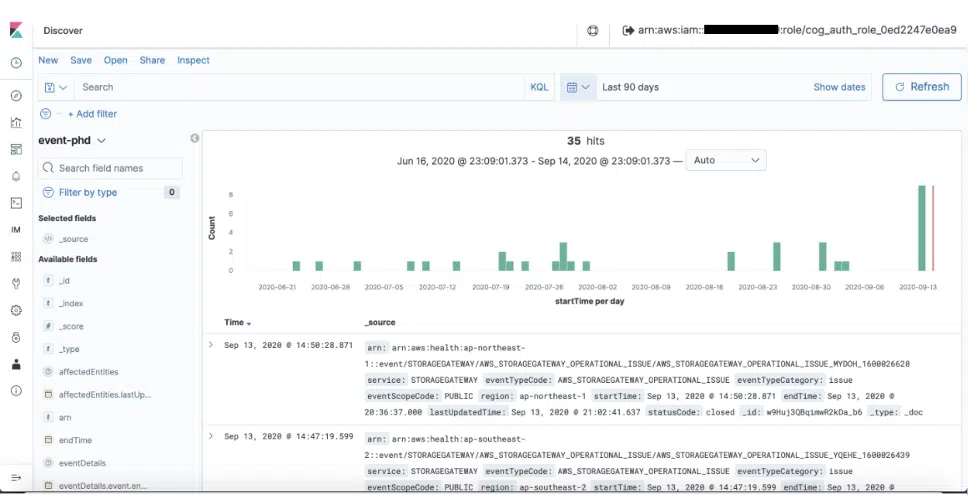 Discover
arn:aws:iam:: :role/cog_auth_role_0ed2247e0ea9
New Save Open Share Inspect
Search KQL Last 90 days Show dates Refresh
+ Add filter
event-phd
35 hits
Search field names
Jun 16, 2020 @ 23:09:01.373 - Sep 14, 2020 @ 23:09:01.373 — Auto
Filter by type 0
Selected fields
_source
Available fields
_id
_index
_score
_type
affectedEntities
affectedEntities.lastUp...
arn
endTime
eventDetails
eventDetails.event.en...
IM
Count
8
6
4
2
0
2020-06-21 2020-06-28 2020-07-05 2020-07-12 2020-07-19 2020-07-26 2020-08-02 2020-08-09 2020-08-16 2020-08-23 2020-08-30 2020-09-06 2020-09-13
startTime per day
Time _source
Sep 13, 2020 @ 14:50:28.871 arn: arn:aws:health:ap-northeast-
1::event/STORAGEGATEWAY/AWS_STORAGEGATEWAY_OPERATIONAL_ISSUE/AWS_STORAGEGATEWAY_OPERATIONAL_ISSUE_MYDOH_1600026628
service: STORAGEGATEWAY eventTypeCode: AWS_STORAGEGATEWAY_OPERATIONAL_ISSUE eventTypeCategory: issue
eventScopeCode: PUBLIC region: ap-northeast-1 startTime: Sep 13, 2020 @ 14:50:28.871 endTime: Sep 13, 2020 @
20:36:37.000 lastUpdatedTime: Sep 13, 2020 @ 21:02:41.637 statusCode: closed _id: w9Huj3QBqimwR2kDa_b6 _type: _doc
Sep 13, 2020 @ 14:47:19.599 arn: arn:aws:health:ap-southeast-
2::event/STORAGEGATEWAY/AWS_STORAGEGATEWAY_OPERATIONAL_ISSUE/AWS_STORAGEGATEWAY_OPERATIONAL_ISSUE_YQEHE_1600026439
service: STORAGEGATEWAY eventTypeCode: AWS_STORAGEGATEWAY_OPERATIONAL_ISSUE eventTypeCategory: issue
eventScopeCode: PUBLIC region: ap-southeast-2 startTime: Sep 13, 2020 @ 14:47:19.599 endTime: Sep 13, 2020 @